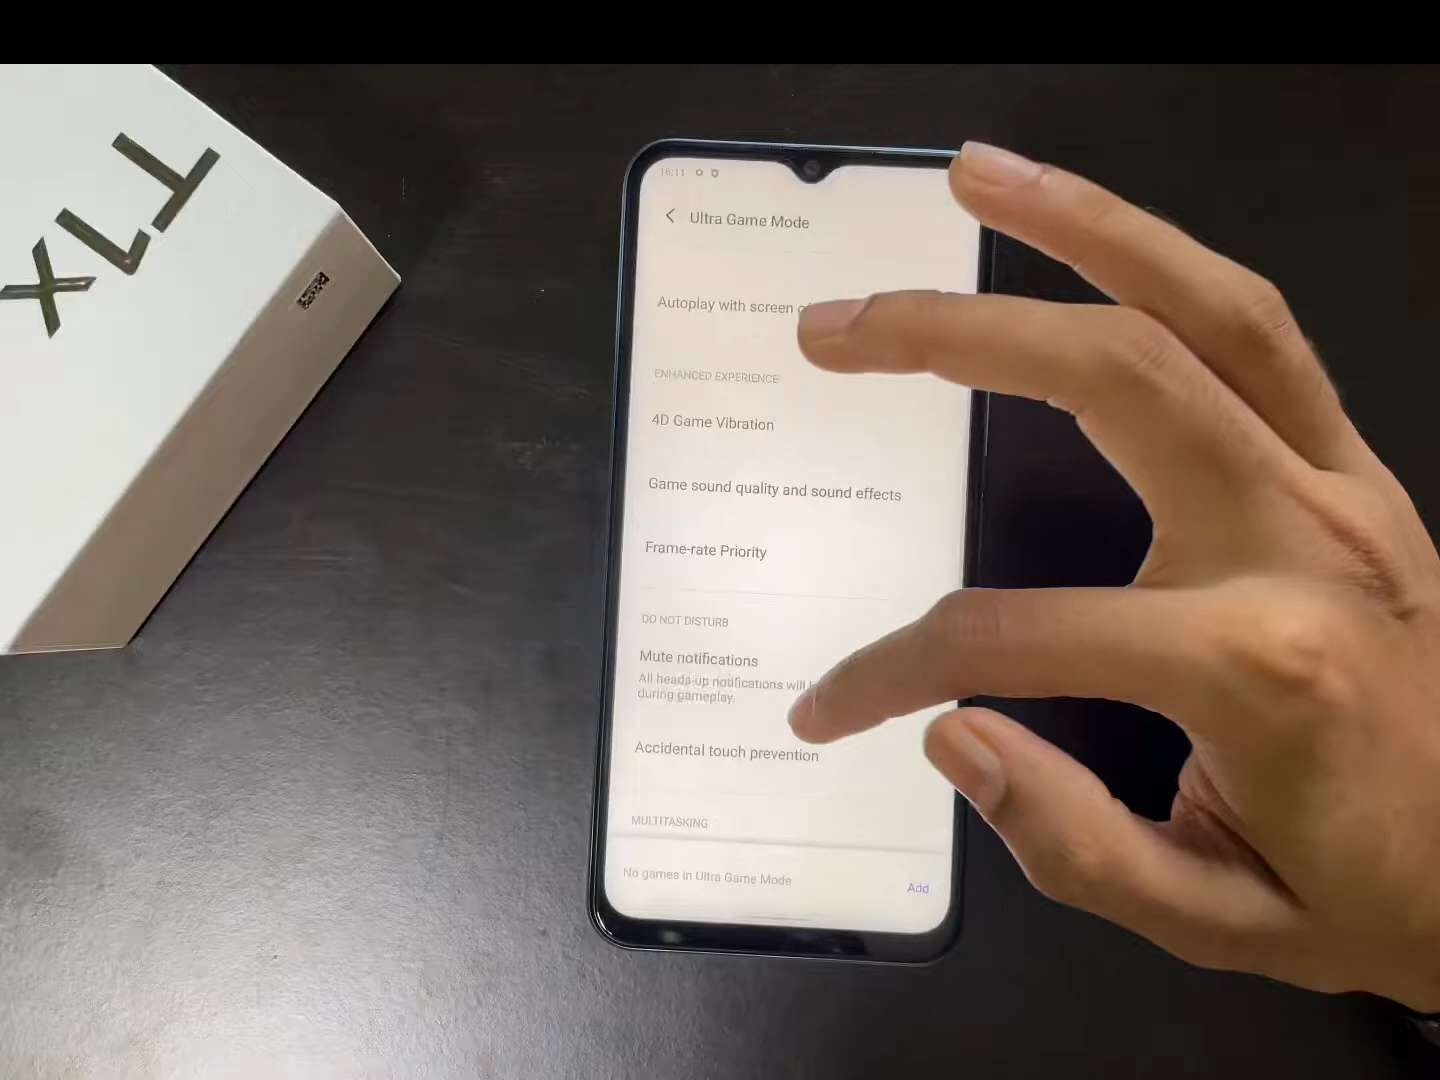 XLT
16:11
Ultra Game Mode
Autoplay with screen
ENHANCED EXPERIENCE
4D Game Vibration
Game sound quality and sound effects
Frame-rate Priority
DO NOT DISTURB
Mute notifications
All heads-up notifications will
during gameplay.
Accidental touch prevention
MULTITASKING
No games in Ultra Game Mode
Add